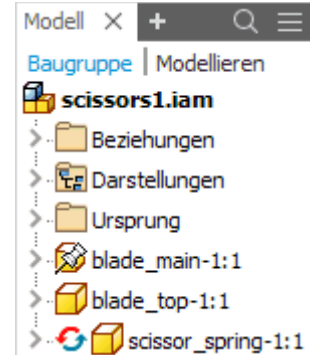 Modell
Baugruppe | Modellieren
scissors1.iam
Beziehungen
Darstellungen
Ursprung
blade_main-1:1
blade_top-1:1
scissor_spring-1:1